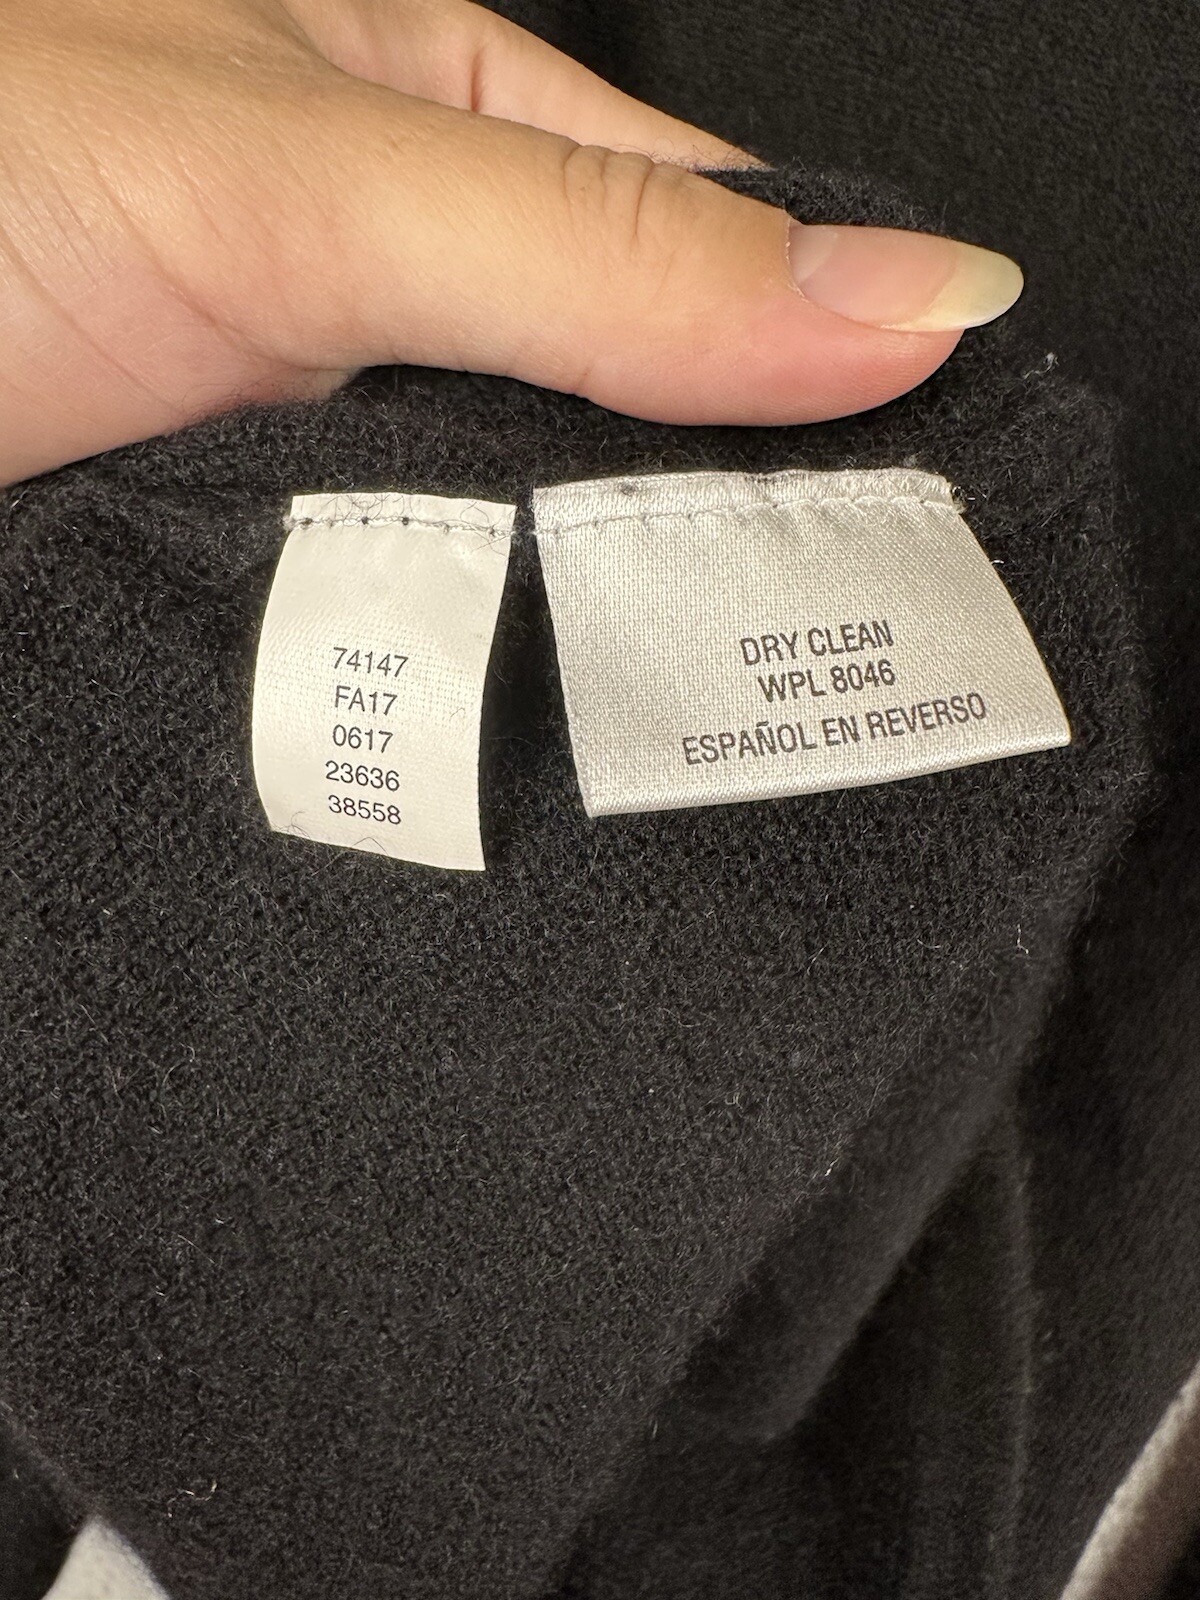 74147
FA17
0617
23636
38558
DRY CLEAN
WPL 8046
ESPAÑOL EN REVERSO